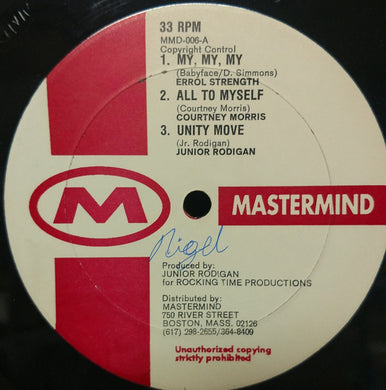 33 RPM
MMD-006-A
Copyright Control
1. MY, MY, MY
(Babyface/D. Simmons)
ERROL STRENGTH
2. ALL TO MYSELF
(Courtney Morris)
COURTNEY MORRIS
3. UNITY MOVE
(Jr. Rodigan)
JUNIOR RODIGAN
M
MASTERMIND
Nigel
Produced by:
JUNIOR RODIGAN
for ROCKING TIME PRODUCTIONS
Distributed by:
MASTERMIND
750 RIVER STREET
BOSTON, MASS. 02126
(617) 298-2655/364-8409
Unauthorized copying
strictly prohibited